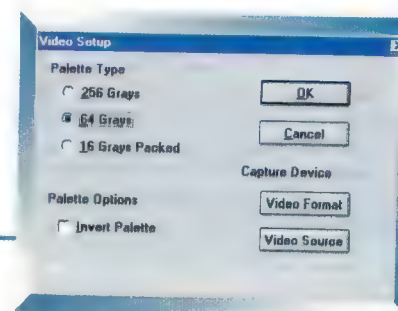 Video Setup
Palette Type
256 Grays
64 Grays
16 Grays Packed
OK
Cancel
Capture Device
Video Format
Video Source
Palette Options
Invert Palette